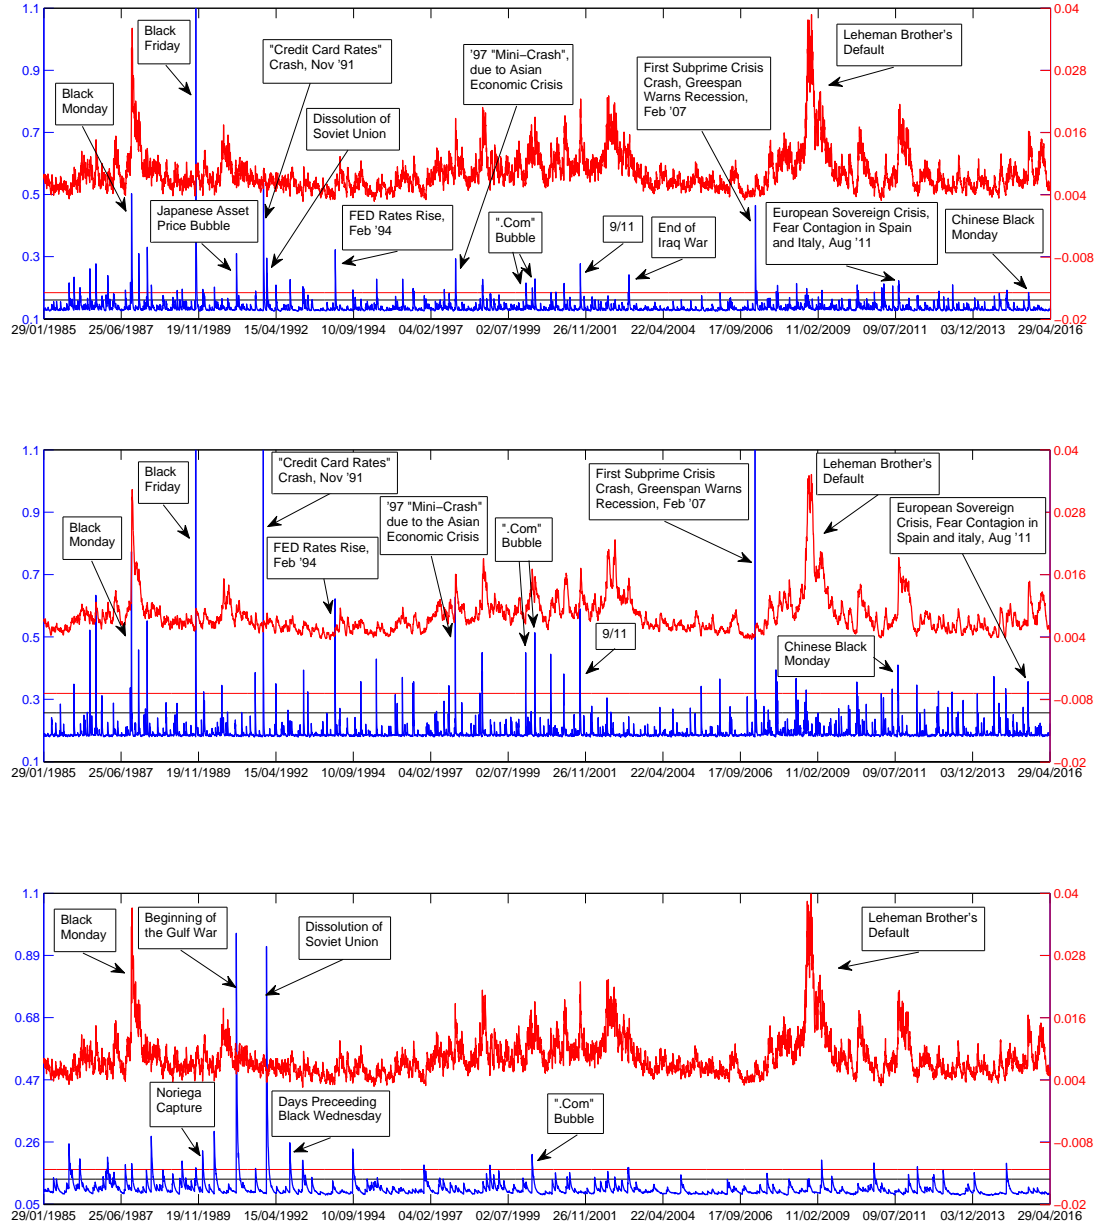 1.1
0.9
0.7
0.5
0.3
0.1
0.04
0.028
0.016
0.004
−0.008
−0.02
Black
Friday
"Credit Card Rates"
Crash, Nov '91
Black
Monday
Dissolution of
Soviet Union
'97 "Mini−Crash",
due to Asian
Economic Crisis
First Subprime Crisis
Crash, Greespan
Warns Recession,
Feb '07
Leheman Brother's
Default
Japanese Asset
Price Bubble
FED Rates Rise,
Feb '94
".Com"
Bubble
9/11
End of
Iraq War
European Sovereign Crisis,
Fear Contagion in Spain
and Italy, Aug '11
Chinese Black
Monday
29/01/1985 25/06/1987 19/11/1989 15/04/1992 10/09/1994 04/02/1997 02/07/1999 26/11/2001 22/04/2004 17/09/2006 11/02/2009 09/07/2011 03/12/2013 29/04/2016
1.1
0.9
0.7
0.5
0.3
0.1
0.04
0.028
0.016
0.004
−0.008
−0.02
Black
Friday
"Credit Card Rates"
Crash, Nov '91
Black
Monday
FED Rates Rise,
Feb '94
'97 "Mini−Crash"
due to the Asian
Economic Crisis
".Com"
Bubble
9/11
First Subprime Crisis
Crash, Greenspan Warns
Recession, Feb '07
Leheman Brother's
Default
European Sovereign
Crisis, Fear Contagion in
Spain and italy, Aug '11
Chinese Black
Monday
29/01/1985 25/06/1987 19/11/1989 15/04/1992 10/09/1994 04/02/1997 02/07/1999 26/11/2001 22/04/2004 17/09/2006 11/02/2009 09/07/2011 03/12/2013 29/04/2016
1.1
0.89
0.68
0.47
0.26
0.05
0.04
0.028
0.016
0.004
−0.008
−0.02
Black
Monday
Beginning of
the Gulf War
Dissolution of
Soviet Union
Leheman Brother's
Default
Noriega
Capture
Days Preceeding
Black Wednesday
".Com"
Bubble
29/01/1985 25/06/1987 19/11/1989 15/04/1992 10/09/1994 04/02/1997 02/07/1999 26/11/2001 22/04/2004 17/09/2006 11/02/2009 09/07/2011 03/12/2013 29/04/2016